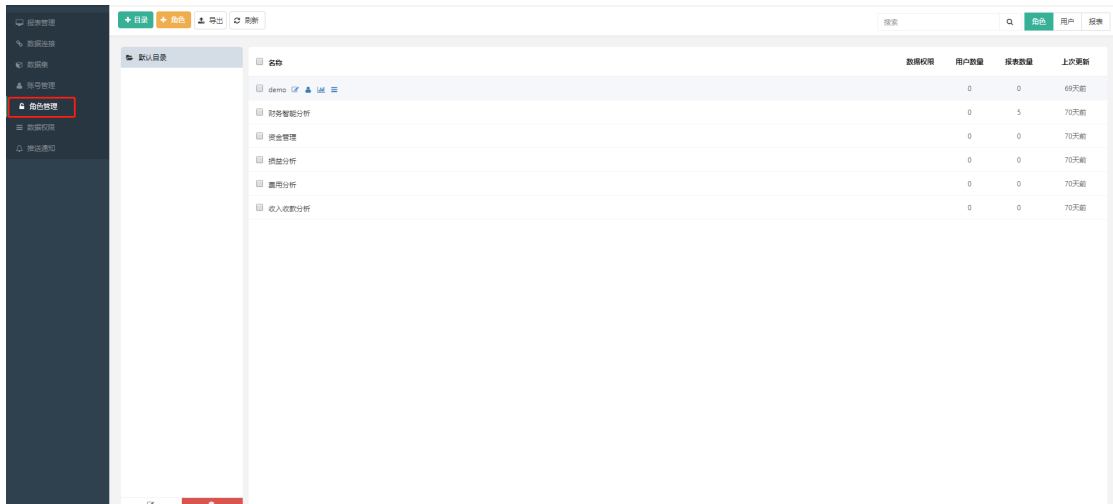 报表管理
数据连接
数据集
账号管理
角色管理
数据权限
推送通知
+ 目录 + 角色 导出 刷新
搜索 角色 用户 报表
默认目录
名称 数据权限 用户数量 报表数量 上次更新
demo 0 0 69天前
财务智能分析 0 5 70天前
资金管理 0 0 70天前
损益分析 0 0 70天前
费用分析 0 0 70天前
收入收款分析 0 0 70天前